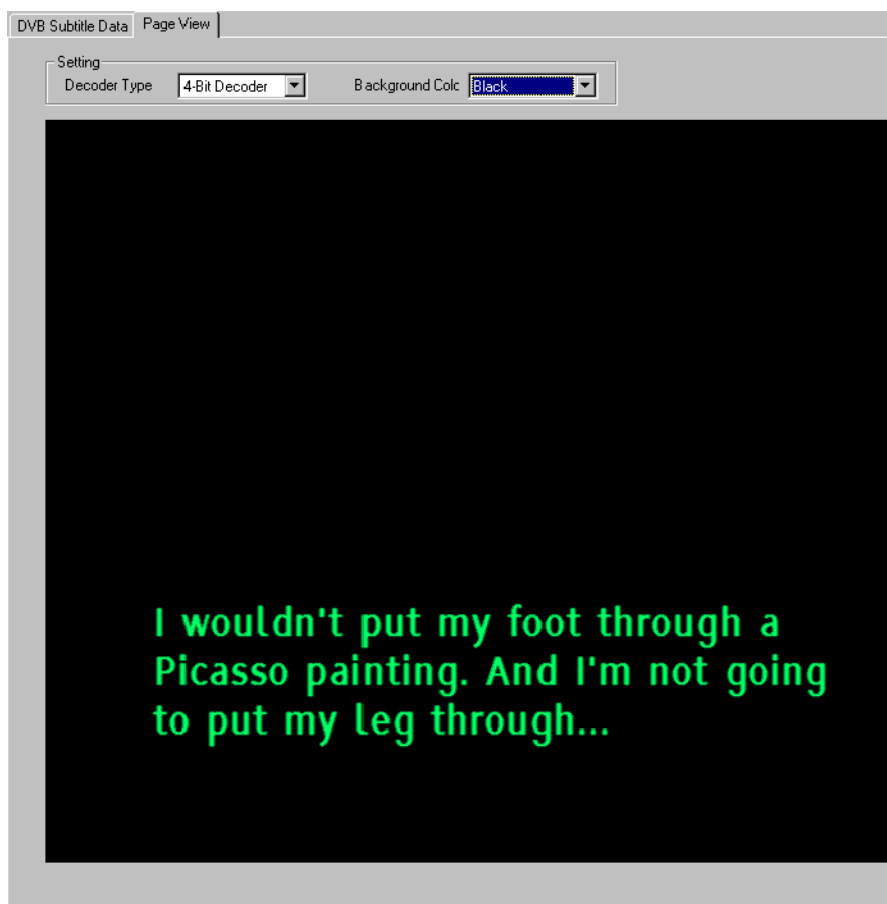 DVB Subtitle Data Page View
Setting
Decoder Type 4-Bit Decoder Background Colc Black
I wouldn't put my foot through a
Picasso painting. And I'm not going
to put my leg through...